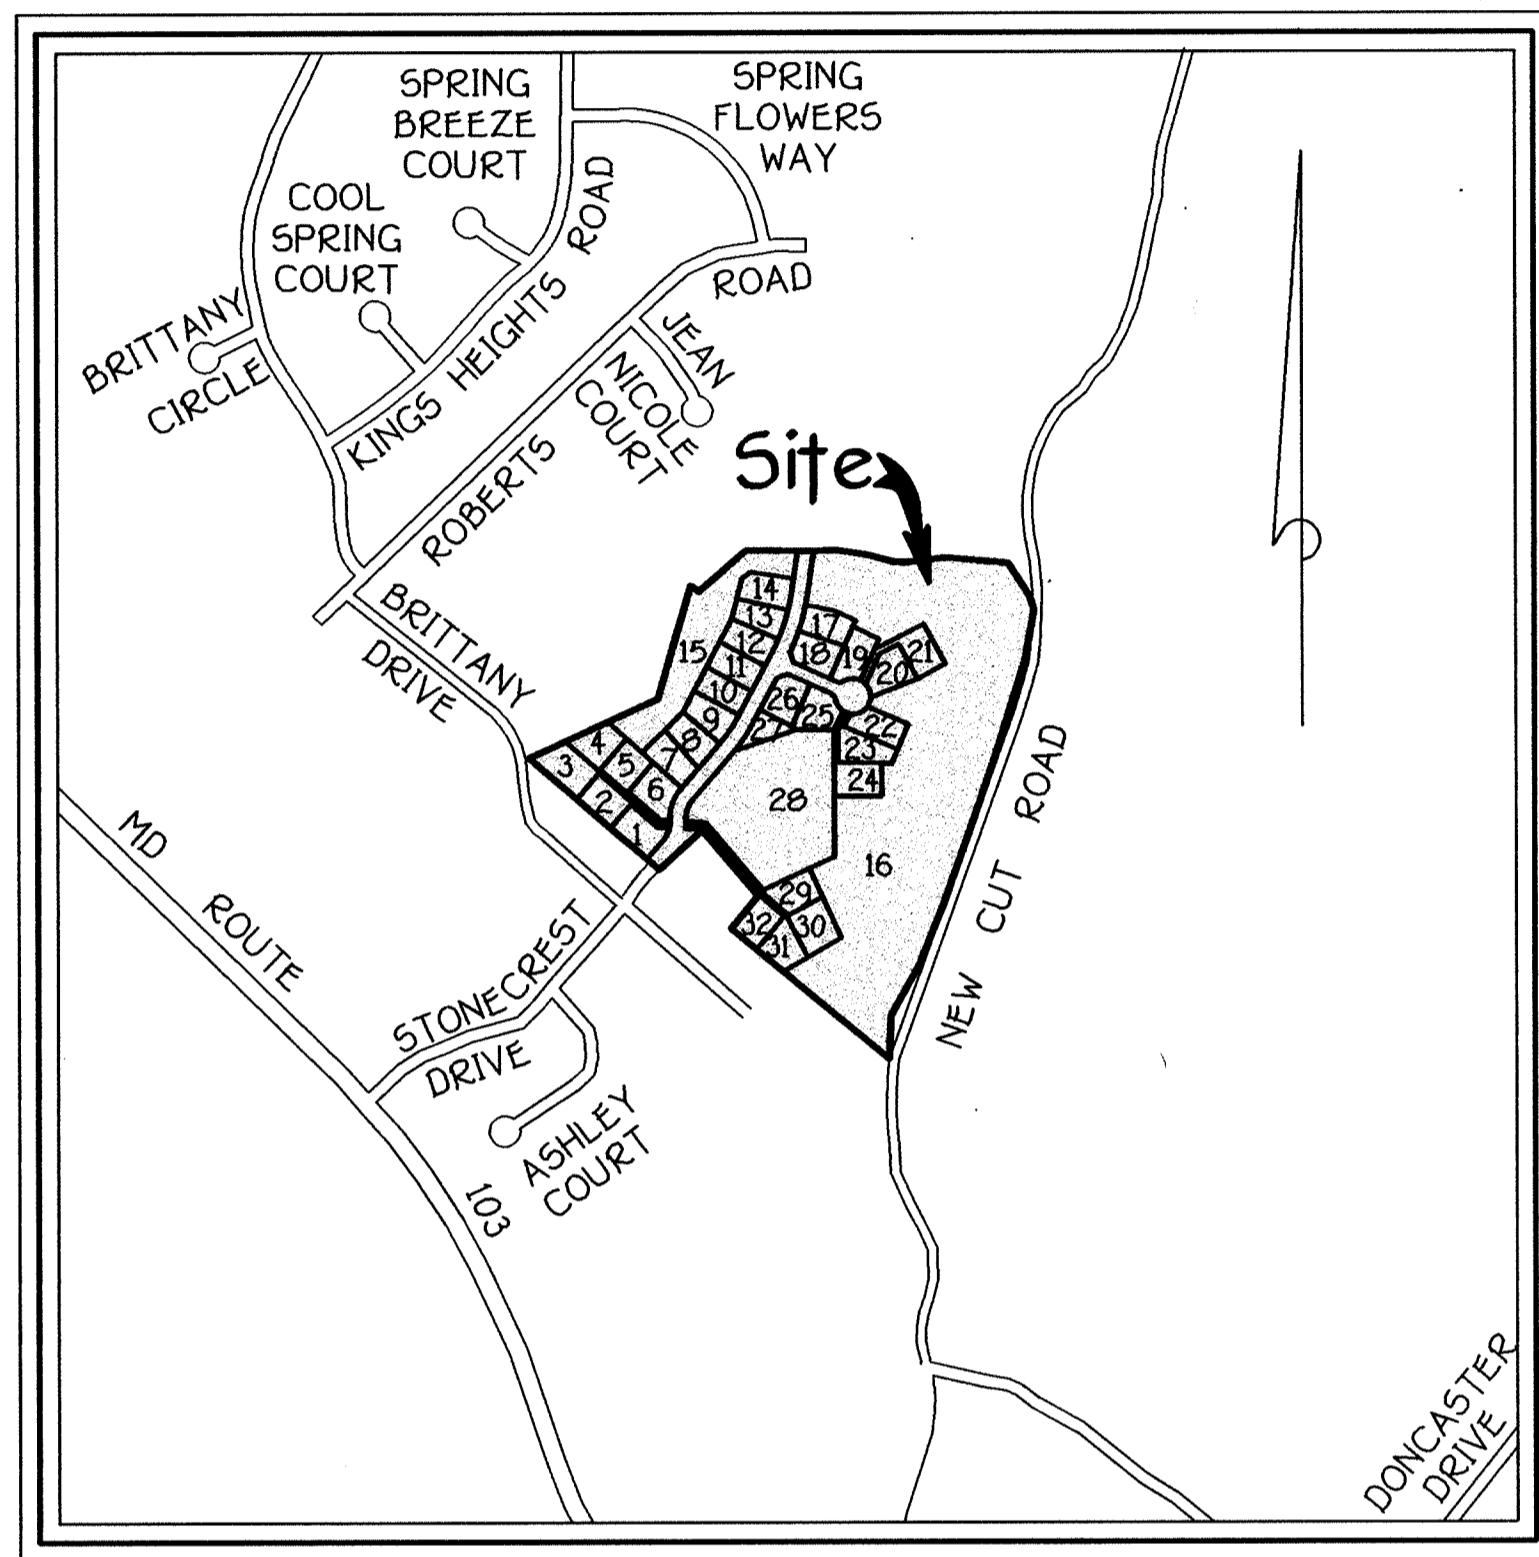 SPRING
BREEZE
COURT
SPRING
FLOWERS
WAY
COOL
SPRING
COURT
KINGS HEIGHTS ROAD
ROBERTS ROAD
JEAN
NICOLE
COURT
BRITTANY
CIRCLE
Site
BRITTANY
DRIVE
14
13
12
11
10
9
8
7
15
17
18
19
20
21
26
25
27
22
23
24
4
3
5
6
2
1
28
16
29
30
32
31
NEW CUT ROAD
MD ROUTE 103
STONECREST
DRIVE
ASHLEY
COURT
DONCASTER
DRIVE